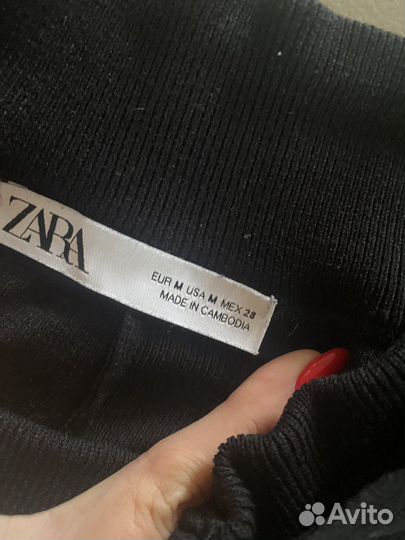 ZARA
EUR M USA M MEX 28
MADE IN CAMBODIA
Avito